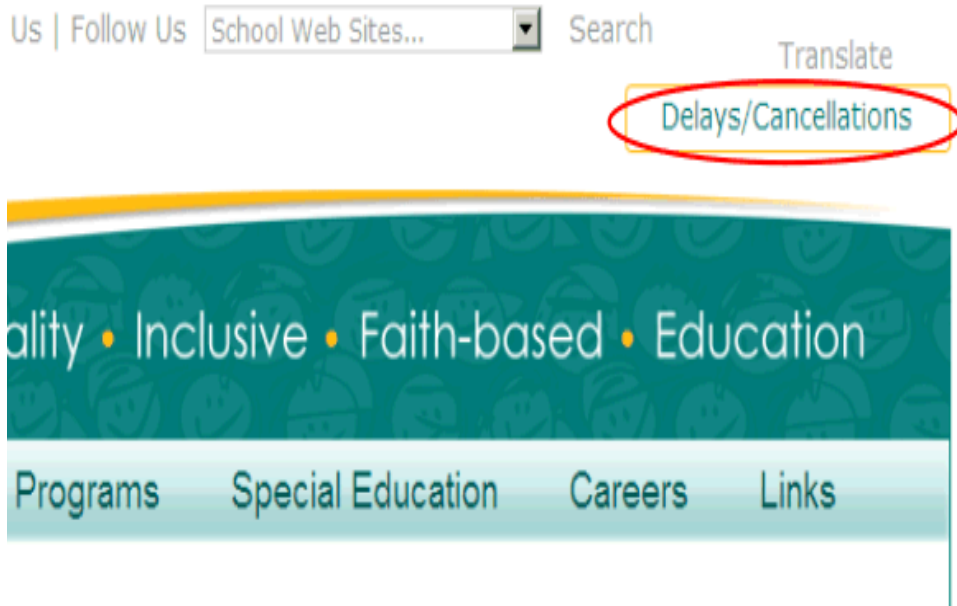 Us | Follow Us School Web Sites... Search
Translate
Delays/Cancellations
ality • Inclusive • Faith-based • Education
Programs Special Education Careers Links